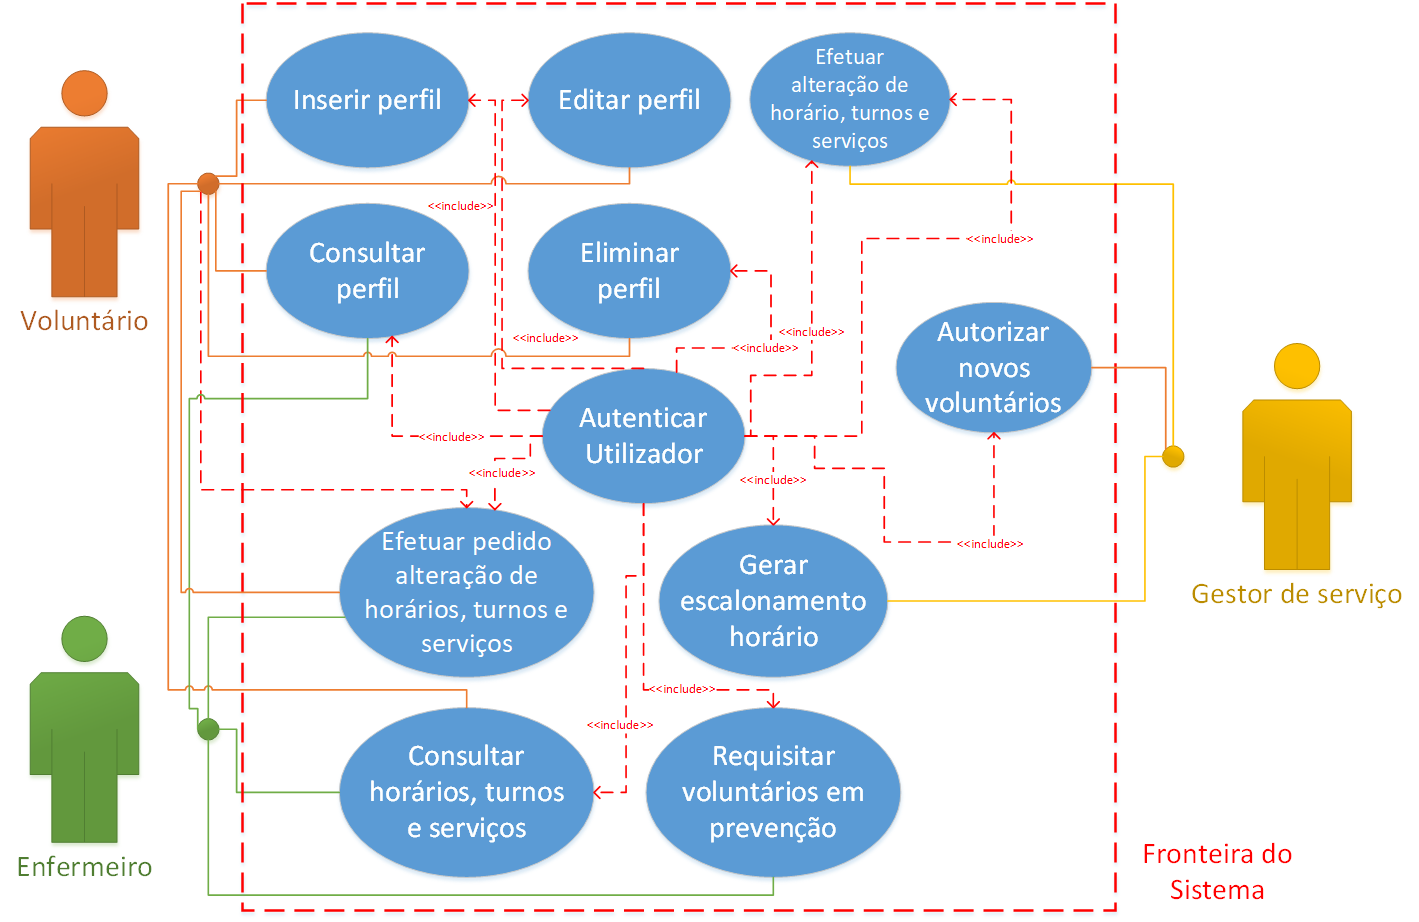 Inserir perfil
Editar perfil
Efetuar
alteração de
horário, turnos e
serviços
<<include>>
<<include>>
Consultar
perfil
Eliminar
perfil
Voluntário
<<include>>
<<include>>
<<include>>
Autorizar
novos
voluntários
Autenticar
Utilizador
<<include>>
<<include>>
<<include>>
<<include>>
Efetuar pedido
alteração de
horários, turnos e
serviços
Gerar
escalonamento
horário
Gestor de serviço
<<include>>
<<include>>
Consultar
horários, turnos
e serviços
Requisitar
voluntários em
prevenção
Enfermeiro
Fronteira do
Sistema